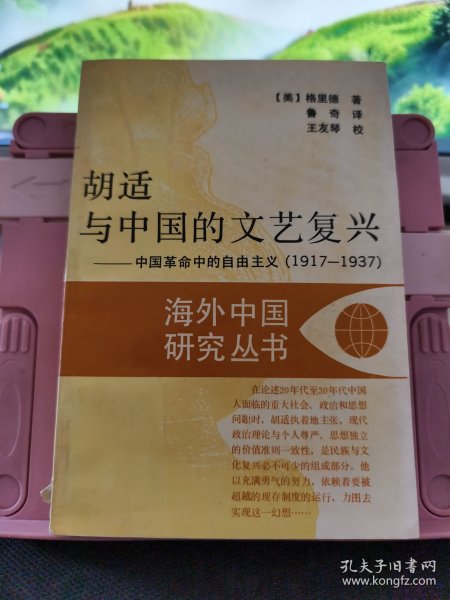 ［美］格里德 著
鲁奇 译
王友琴 校
胡适
与中国的文艺复兴
——中国革命中的自由主义（1917—1937）
海外中国
研究丛书
在论述20年代至30年代中国
人面临的重大社会、政治和思想
问题时，胡适执着地主张，现代
政治理论与个人尊严、思想独立
的价值准则一致性，是民族与文
化复兴必不可少的组成部分。他
以充满勇气的努力，依赖着要被
超越的现存制度的运行，力图去
实现这一幻想……
孔夫子旧书网
www.kongfz.com